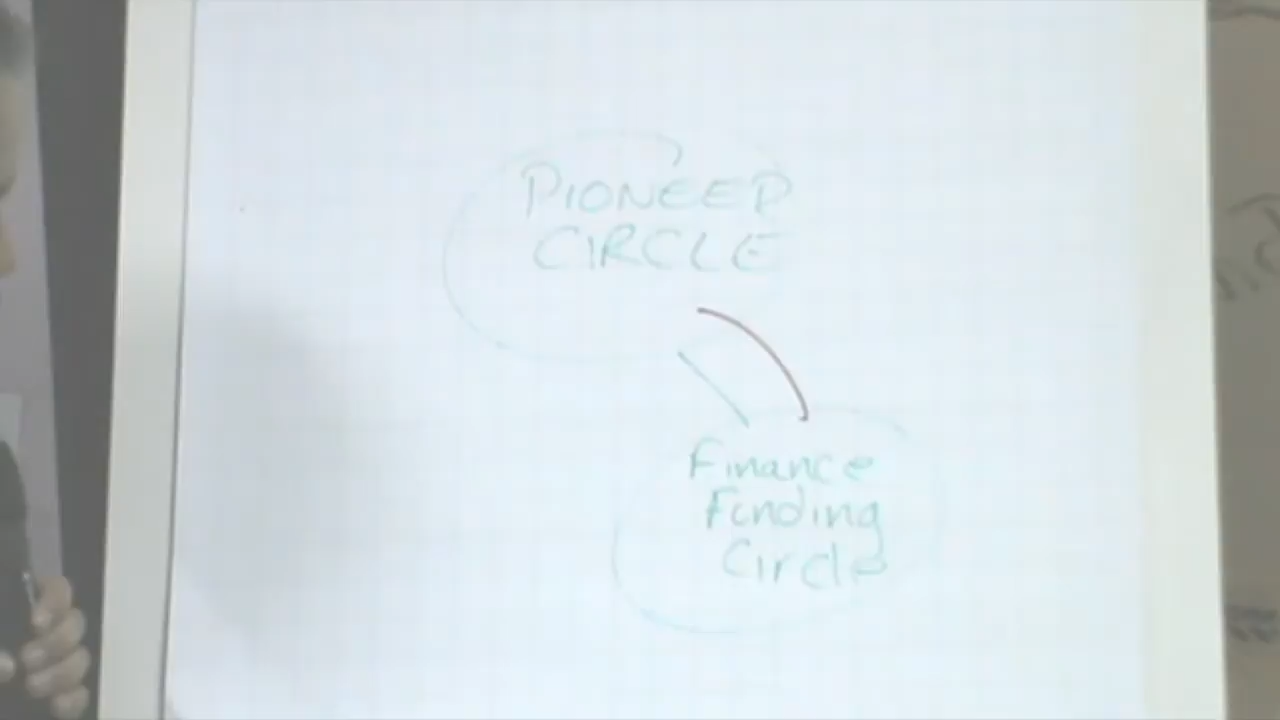 PIONEER
CIRCLE
Finance
Funding
Circle